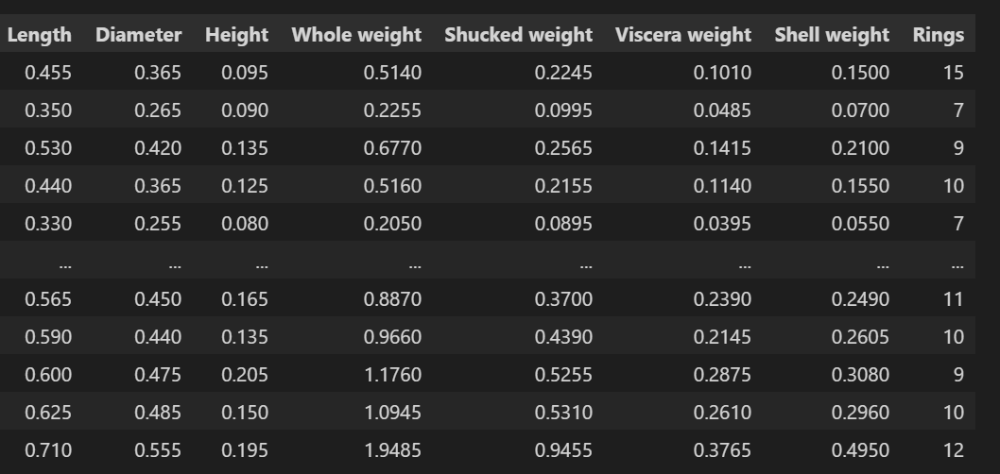 Length Diameter Height Whole weight Shucked weight Viscera weight Shell weight Rings
0.455 0.365 0.095 0.5140 0.2245 0.1010 0.1500 15
0.350 0.265 0.090 0.2255 0.0995 0.0485 0.0700 7
0.530 0.420 0.135 0.6770 0.2565 0.1415 0.2100 9
0.440 0.365 0.125 0.5160 0.2155 0.1140 0.1550 10
0.330 0.255 0.080 0.2050 0.0895 0.0395 0.0550 7
... ... ... ... ... ... ... ...
0.565 0.450 0.165 0.8870 0.3700 0.2390 0.2490 11
0.590 0.440 0.135 0.9660 0.4390 0.2145 0.2605 10
0.600 0.475 0.205 1.1760 0.5255 0.2875 0.3080 9
0.625 0.485 0.150 1.0945 0.5310 0.2610 0.2960 10
0.710 0.555 0.195 1.9485 0.9455 0.3765 0.4950 12